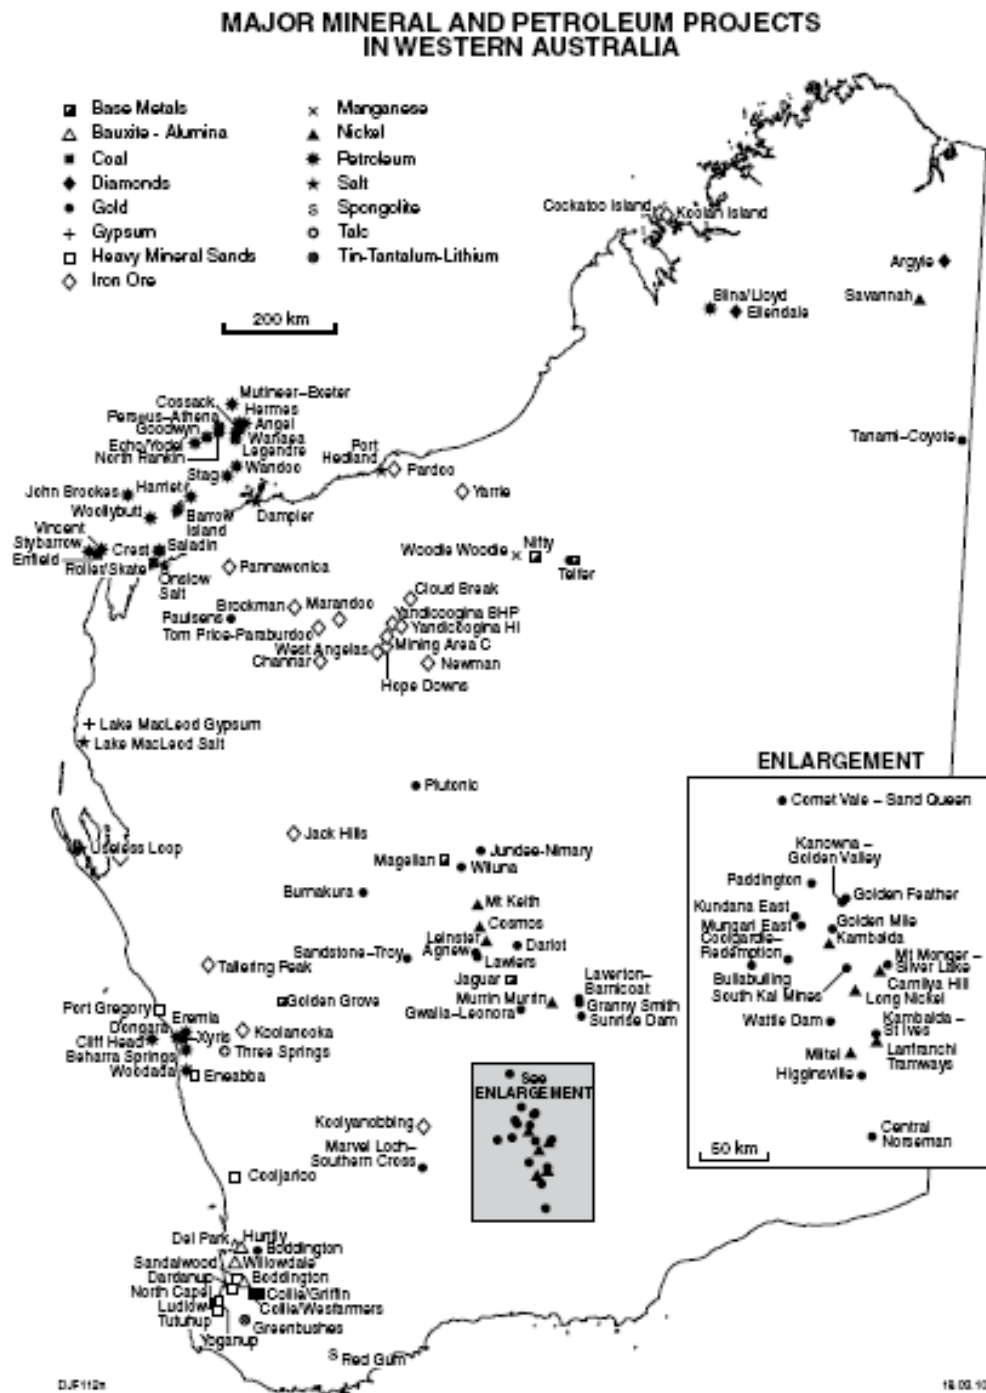 MAJOR MINERAL AND PETROLEUM PROJECTS
IN WESTERN AUSTRALIA
Base Metals
Bauxite - Alumina
Coal
Diamonds
Gold
Gypsum
Heavy Mineral Sands
Iron Ore
Manganese
Nickel
Petroleum
Salt
S Spongolite
Talc
Tin-Tantalum-Lithium
200 km
Cockatoo Island
Koolan Island
Argyle
Blina/Lloyd
Ellendale
Savannah
Tanami-Coyote
Mutineer-Exeter
Cossack
Hermes
Perseus-Athena
Angel
Goodwyn
Wanaea
Echo/Yodel
Legendre
North Rankin
Wandoo
Stag
Port
Hedland
Pardoo
Yarrie
John Brookes
Harriet
Woollybutt
Barrow
Island
Dampier
Vincent
Stybarrow
Enfield
Crest
Saladin
Roller/Skate
Onslow
Salt
Pannawonica
Woodie Woodie
Nifty
Telfer
Cloud Break
Brockman
Marandoo
Yandicoogina BHP
Paulsens
Yandicoogina HI
Tom Price-Paraburdoo
West Angelas
Mining Area C
Channar
Newman
Hope Downs
Lake MacLeod Gypsum
Lake MacLeod Salt
Plutonic
Useless Loop
Jack Hills
Magellan
Jundee-Nimary
Wiluna
Burnakura
Mt Keith
Cosmos
Leinster
Agnew
Darlot
Lawlers
Sandstone-Troy
Tallering Peak
Jaguar
Laverton-
Barnicoat
Port Gregory
Golden Grove
Murrin Murrin
Granny Smith
Gwalia-Leonora
Sunrise Dam
Dongara
Eremia
Cliff Head
Xyris
Koolanooka
Beharra Springs
Three Springs
Woodada
Eneabba
See
ENLARGEMENT
Koolyanobbing
Marvel Loch-
Southern Cross
Cooljarloo
Del Park
Huntly
Boddington
Sandalwood
Willowdale
Dardanup
Boddington
North Capel
Collie/Griffin
Ludlow
Collie/Wesfarmers
Tutunup
Greenbushes
Yoganup
S Red Gum
ENLARGEMENT
Comet Vale - Sand Queen
Kanowna -
Golden Valley
Paddington
Golden Feather
Kundana East
Mungari East
Golden Mile
Coolgardie-
Redemption
Kambalda
Mt Monger -
Silver Lake
Bullabulling
Camilya Hill
South Kal Mines
Long Nickel
Wattle Dam
Kambalda -
St Ives
Miitel
Lanfranchi
Tramways
Higginsville
Central
Norseman
50 km